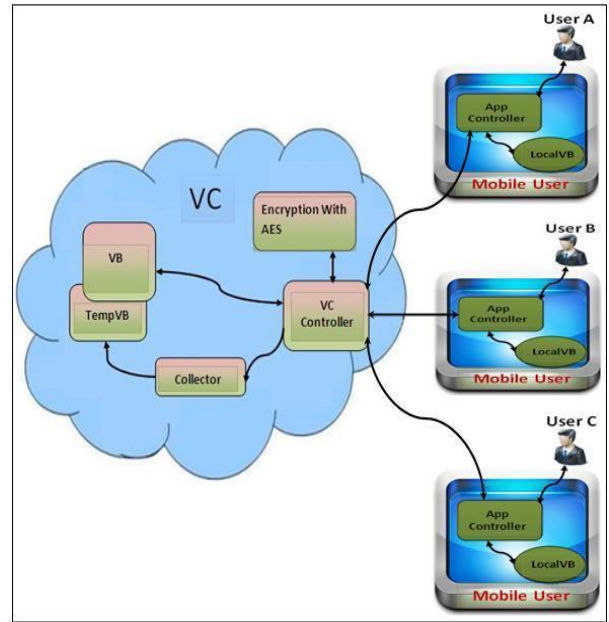 VC
Encryption With
AES
VB
TempVB
VC
Controller
Collector
User A
App
Controller
LocalVB
Mobile User
User B
App
Controller
LocalVB
Mobile User
User C
App
Controller
LocalVB
Mobile User